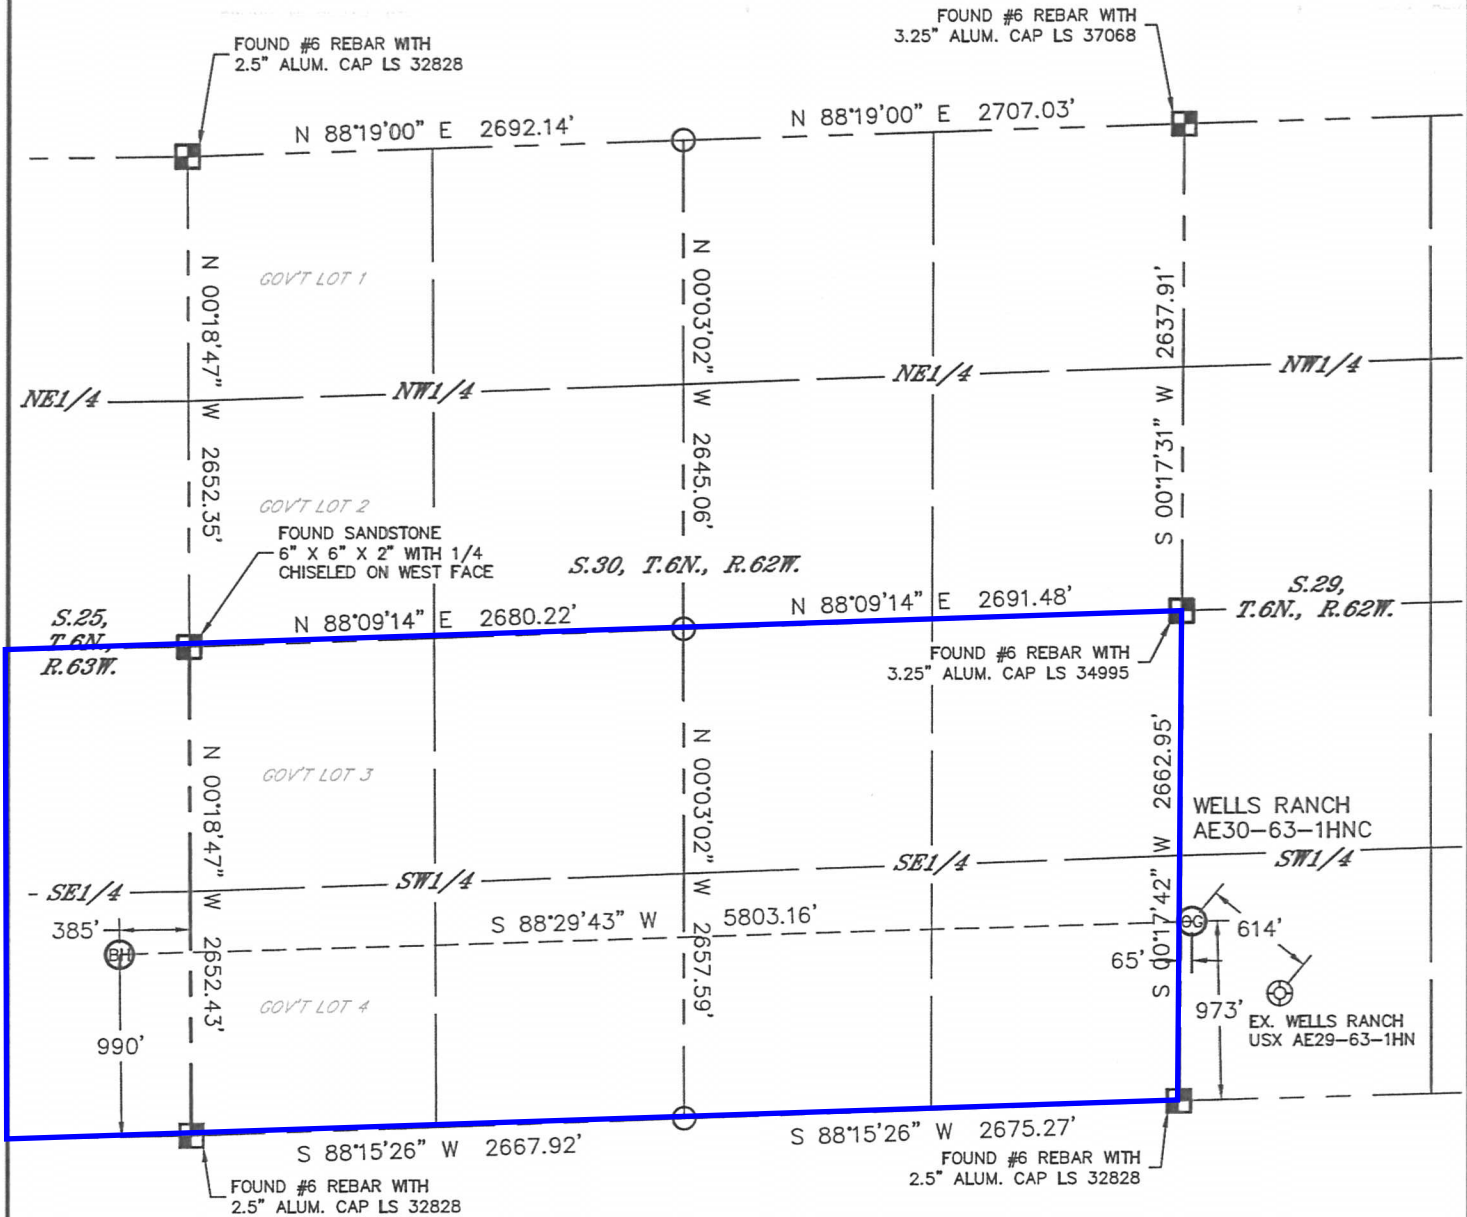 FOUND #6 REBAR WITH
2.5" ALUM. CAP LS 32828
FOUND #6 REBAR WITH
3.25" ALUM. CAP LS 37068
N 88°19'00" E 2692.14'
N 88°19'00" E 2707.03'
N 00°18'47" W 2652.35'
GOV'T LOT 1
N 00°03'02" W 2645.06'
S 00°17'31" W 2637.91'
NE1/4
NW1/4
NE1/4
NW1/4
GOV'T LOT 2
FOUND SANDSTONE
6" X 6" X 2" WITH 1/4
CHISELED ON WEST FACE
S.30, T.6N., R.62W.
S.25,
T.6N.,
R.63W.
S.29,
T.6N., R.62W.
N 88°09'14" E 2680.22'
N 88°09'14" E 2691.48'
FOUND #6 REBAR WITH
3.25" ALUM. CAP LS 34995
N 00°18'47" W 2652.43'
GOV'T LOT 3
N 00°03'02" W 2657.59'
S 00°17'42" W 2662.95'
WELLS RANCH
AE30-63-1HNC
- SE1/4
SW1/4
SE1/4
SW1/4
385'
BH
S 88°29'43" W 5803.16'
OG
614'
65'
973'
990'
GOV'T LOT 4
EX. WELLS RANCH
USX AE29-63-1HN
S 88°15'26" W 2667.92'
S 88°15'26" W 2675.27'
FOUND #6 REBAR WITH
2.5" ALUM. CAP LS 32828
FOUND #6 REBAR WITH
2.5" ALUM. CAP LS 32828